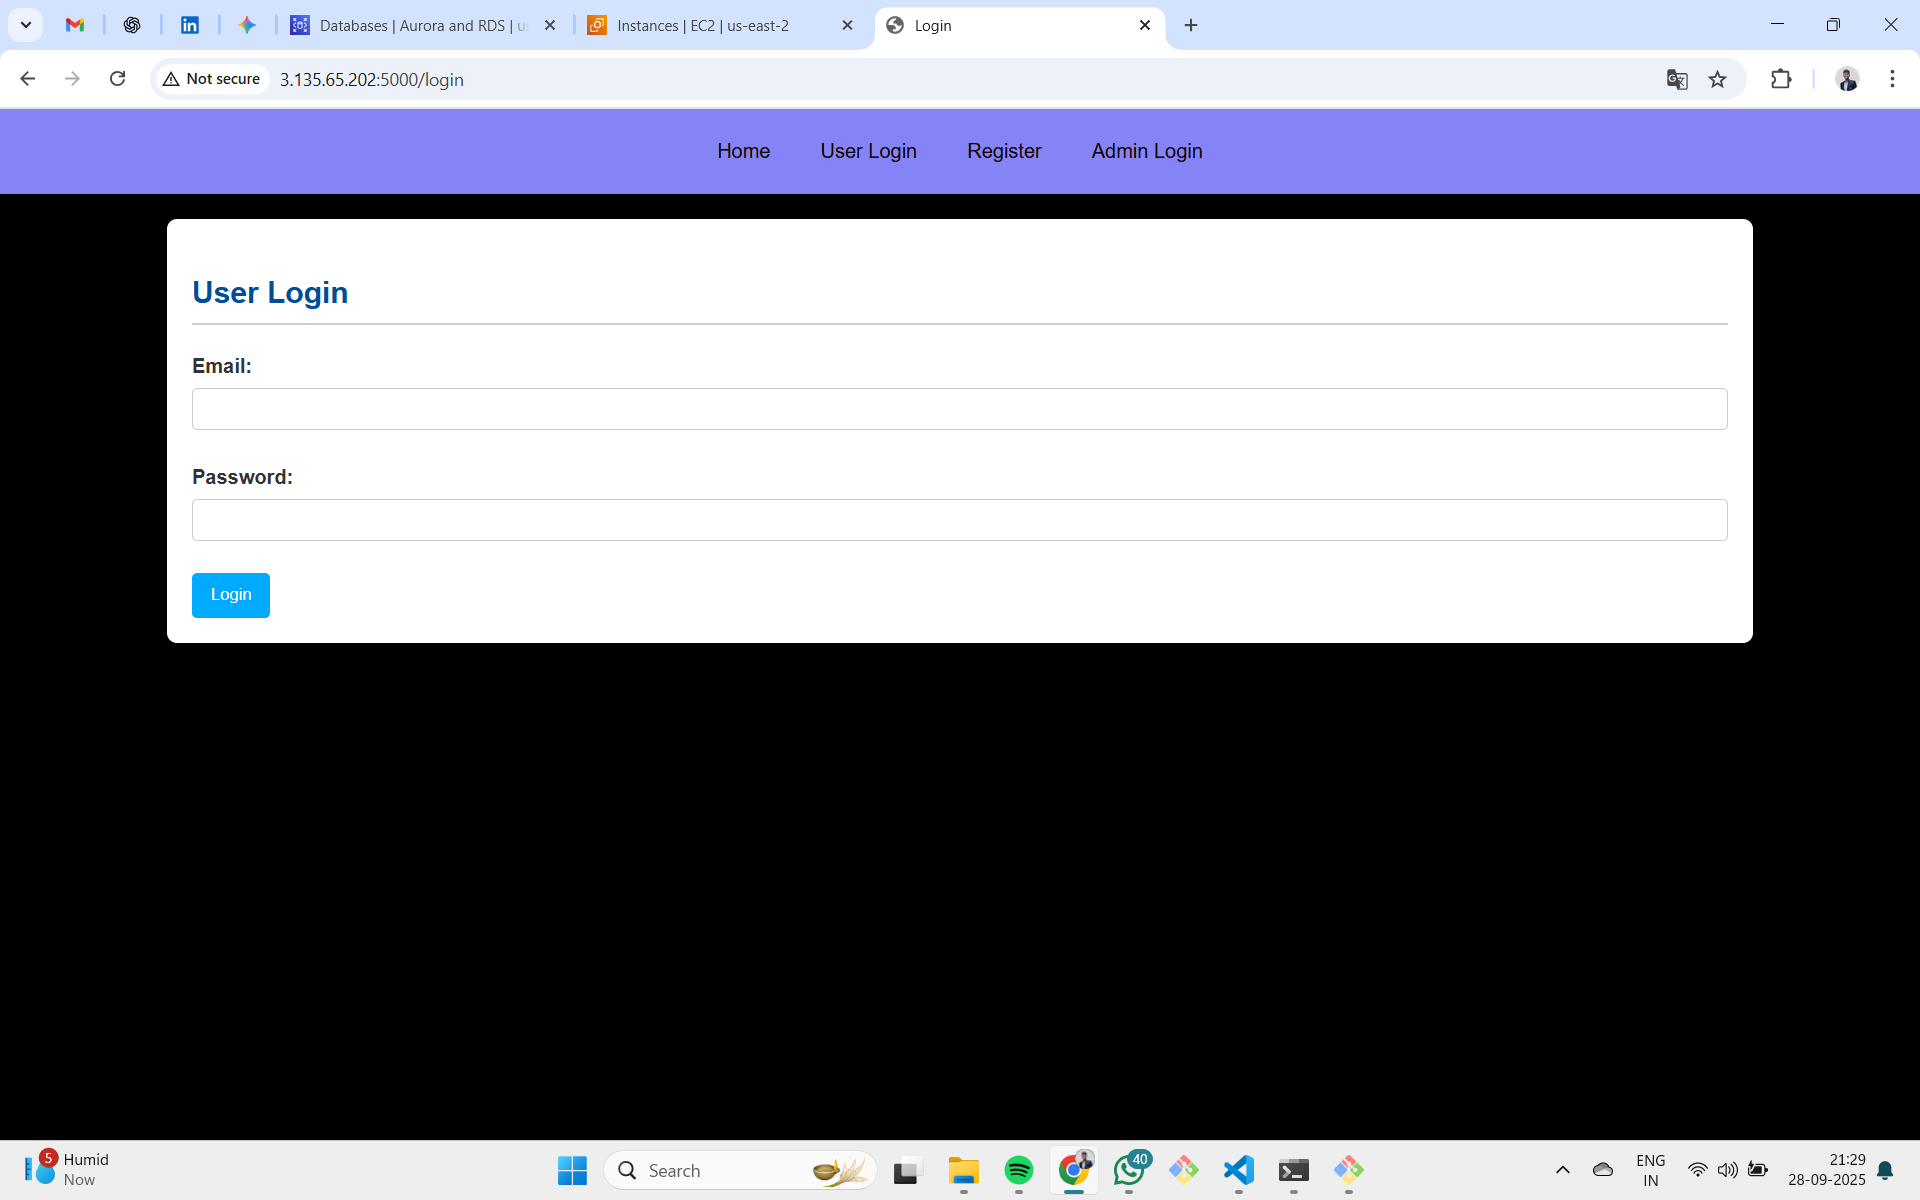 Databases | Aurora and RDS | us
Instances | EC2 | us-east-2
Login
Not secure
3.135.65.202:5000/login
Home
User Login
Register
Admin Login
User Login
Email:
Password:
Login
5
Humid
Now
Search
40
ENG
IN
21:29
28-09-2025